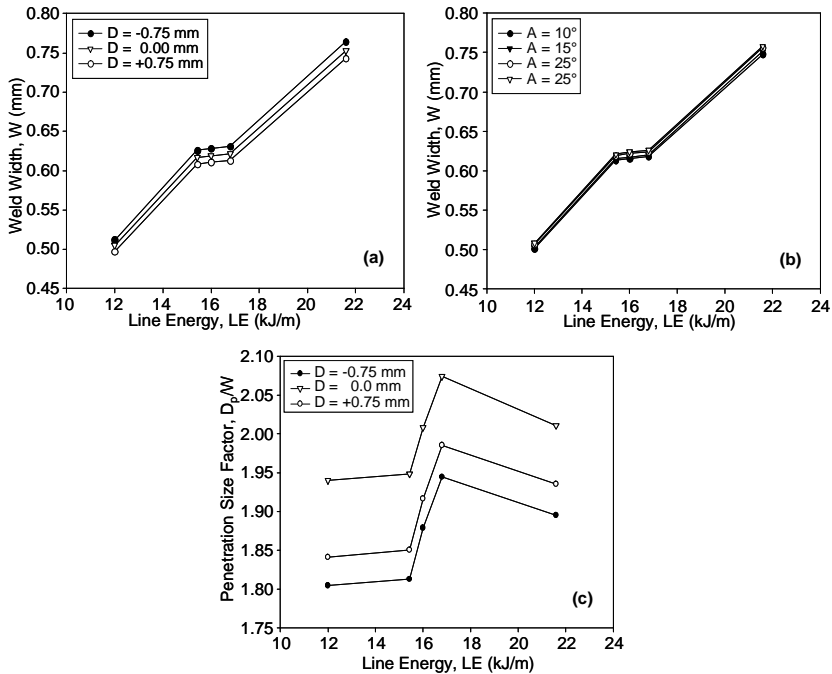 0.80
0.75
0.70
0.65
0.60
0.55
0.50
0.45
Weld Width, W (mm)
D = -0.75 mm
D = 0.00 mm
D = +0.75 mm
(a)
10 12 14 16 18 20 22 24
Line Energy, LE (kJ/m)
0.80
0.75
0.70
0.65
0.60
0.55
0.50
0.45
Weld Width, W (mm)
A = 10°
A = 15°
A = 25°
A = 25°
(b)
10 12 14 16 18 20 22 24
Line Energy, LE (kJ/m)
2.10
2.05
2.00
1.95
1.90
1.85
1.80
1.75
Penetration Size Factor, Dp/W
D = -0.75 mm
D = 0.0 mm
D = +0.75 mm
(c)
10 12 14 16 18 20 22 24
Line Energy, LE (kJ/m)